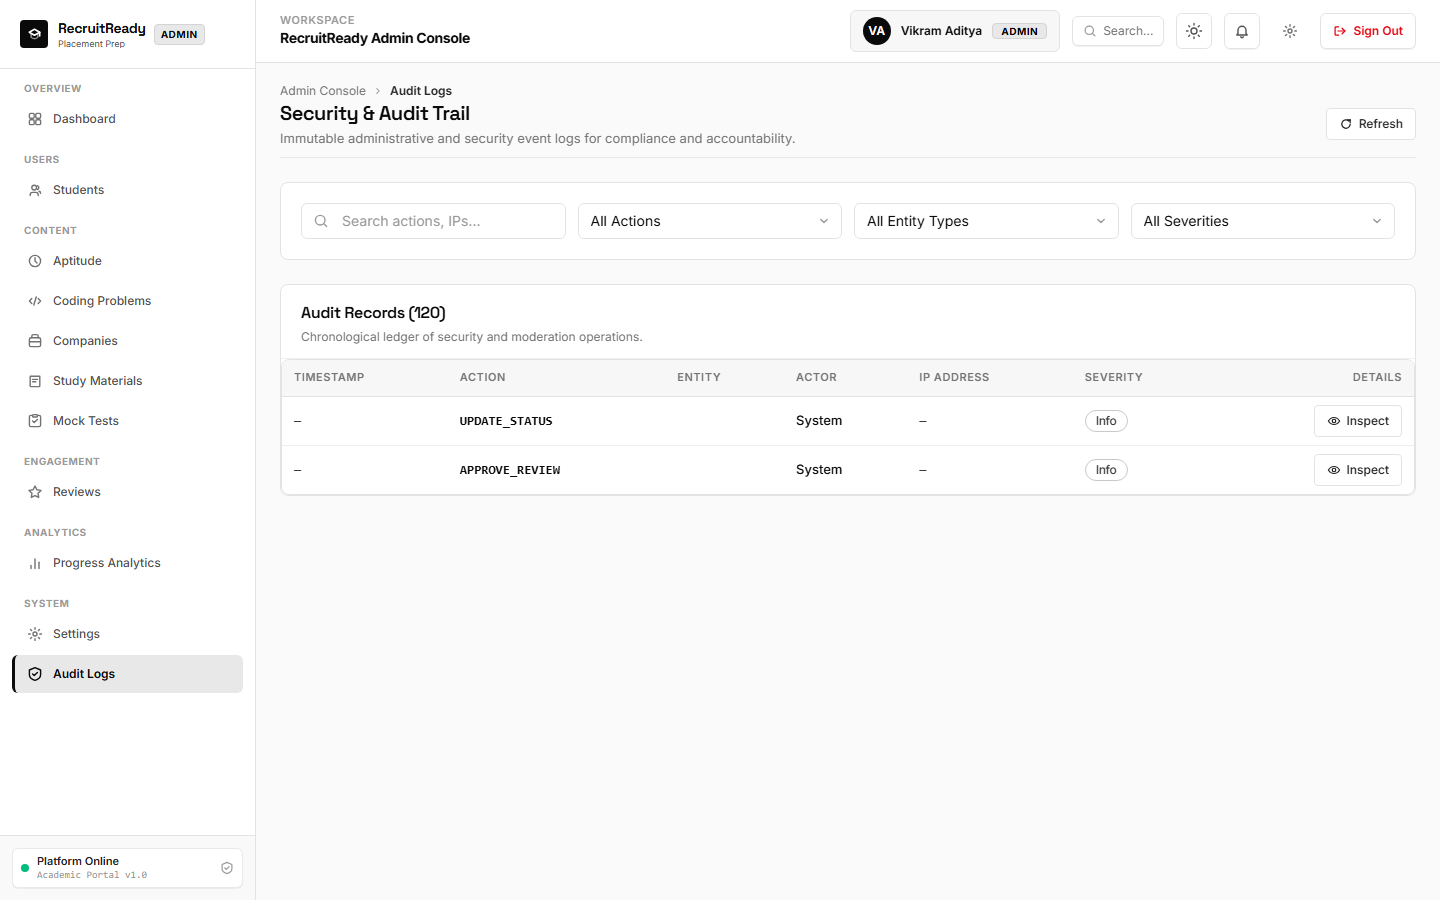 RecruitReady
Placement Prep
ADMIN
OVERVIEW
Dashboard
USERS
Students
CONTENT
Aptitude
Coding Problems
Companies
Study Materials
Mock Tests
ENGAGEMENT
Reviews
ANALYTICS
Progress Analytics
SYSTEM
Settings
Audit Logs
Platform Online
Academic Portal v1.0
WORKSPACE
RecruitReady Admin Console
VA Vikram Aditya ADMIN
Search...
Sign Out
Admin Console > Audit Logs
Security & Audit Trail
Immutable administrative and security event logs for compliance and accountability.
Refresh
Search actions, IPs...
All Actions
All Entity Types
All Severities
Audit Records (120)
Chronological ledger of security and moderation operations.
TIMESTAMP ACTION ENTITY ACTOR IP ADDRESS SEVERITY DETAILS
— UPDATE_STATUS System — Info Inspect
— APPROVE_REVIEW System — Info Inspect